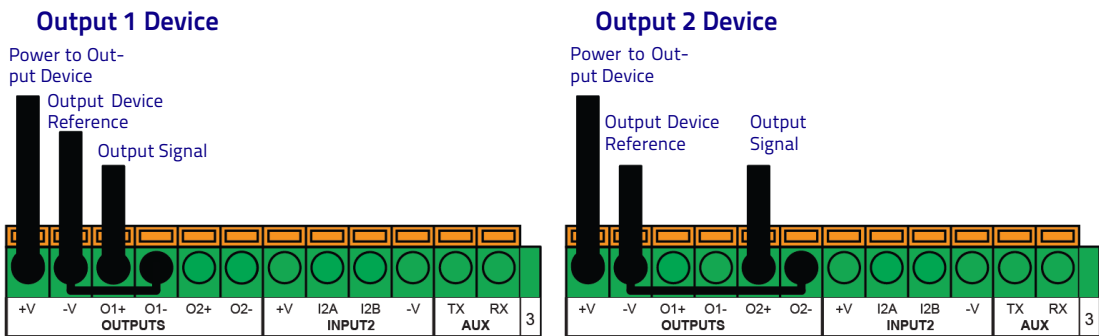 Output 1 Device
Power to Out-
put Device
Output Device
Reference
Output Signal
+V -V O1+ O1- O2+ O2- +V I2A I2B -V TX RX 3
OUTPUTS INPUT2 AUX
Output 2 Device
Power to Out-
put Device
Output Device
Reference
Output
Signal
+V -V O1+ O1- O2+ O2- +V I2A I2B -V TX RX 3
OUTPUTS INPUT2 AUX